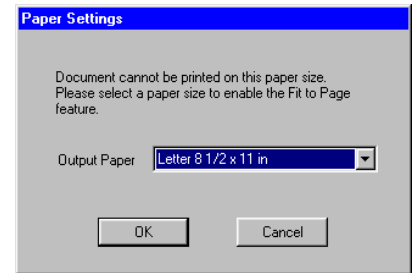 Paper Settings
Document cannot be printed on this paper size.
Please select a paper size to enable the Fit to Page
feature.
Output Paper Letter 8 1/2 x 11 in
OK Cancel